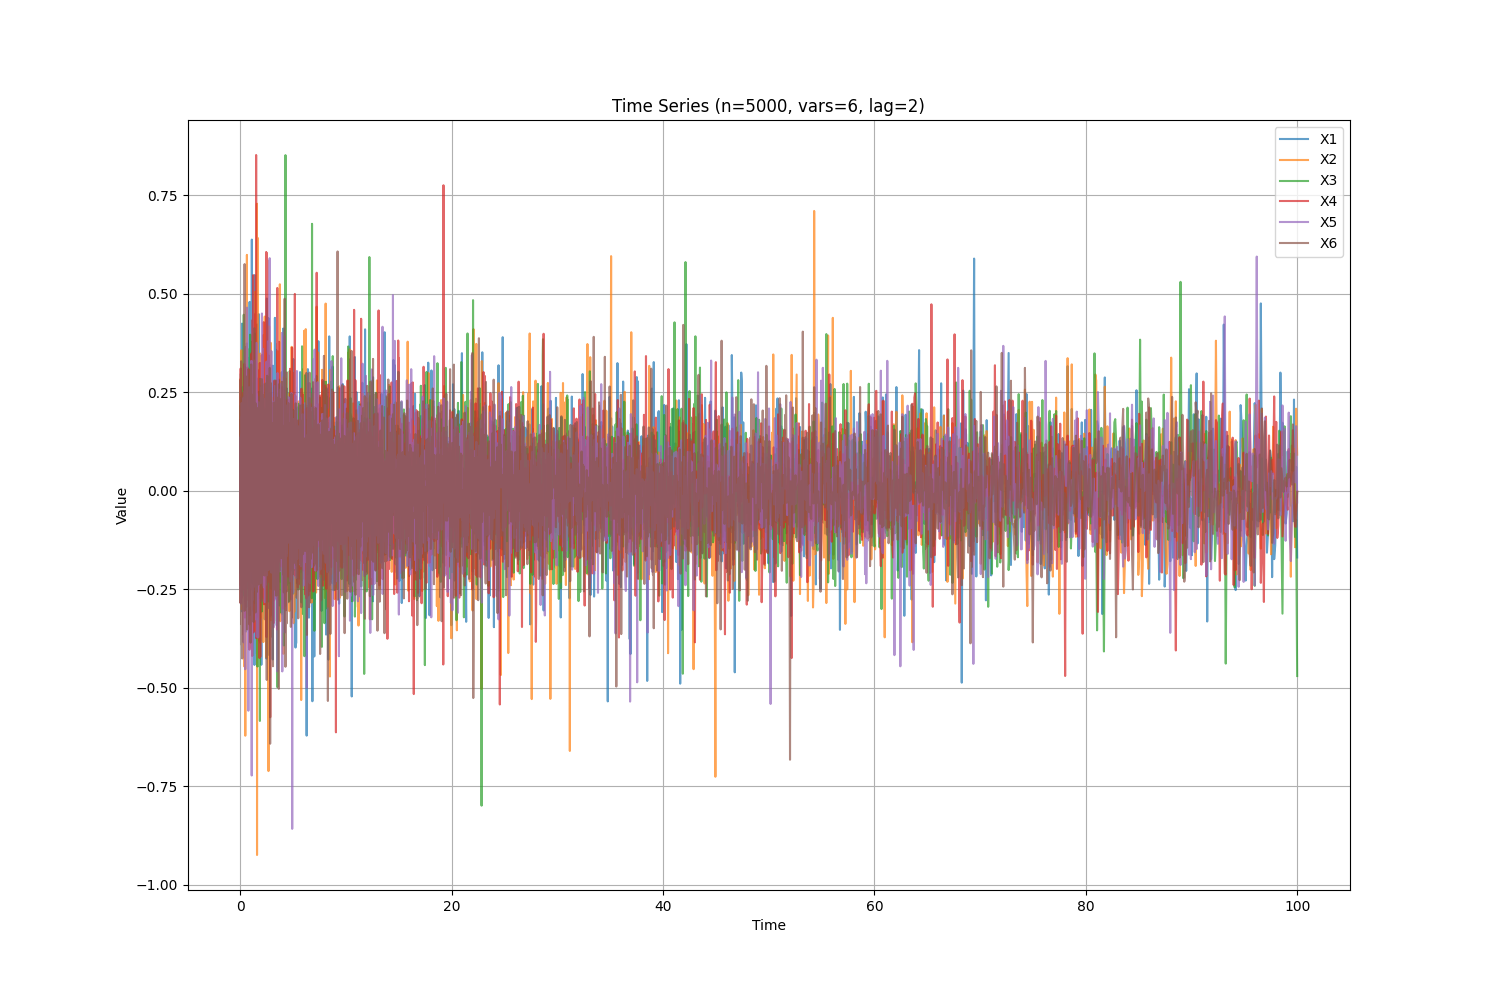 Time Series (n=5000, vars=6, lag=2)
X1
X2
X3
X4
X5
X6
0.75
0.50
0.25
0.00
−0.25
−0.50
−0.75
−1.00
Value
0 20 40 60 80 100
Time